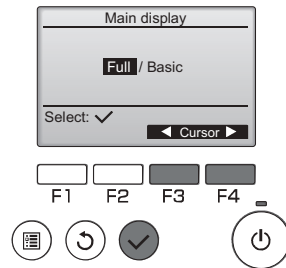 Main display
Full / Basic
Select: ✓
◀ Cursor ▶
F1 F2 F3 F4